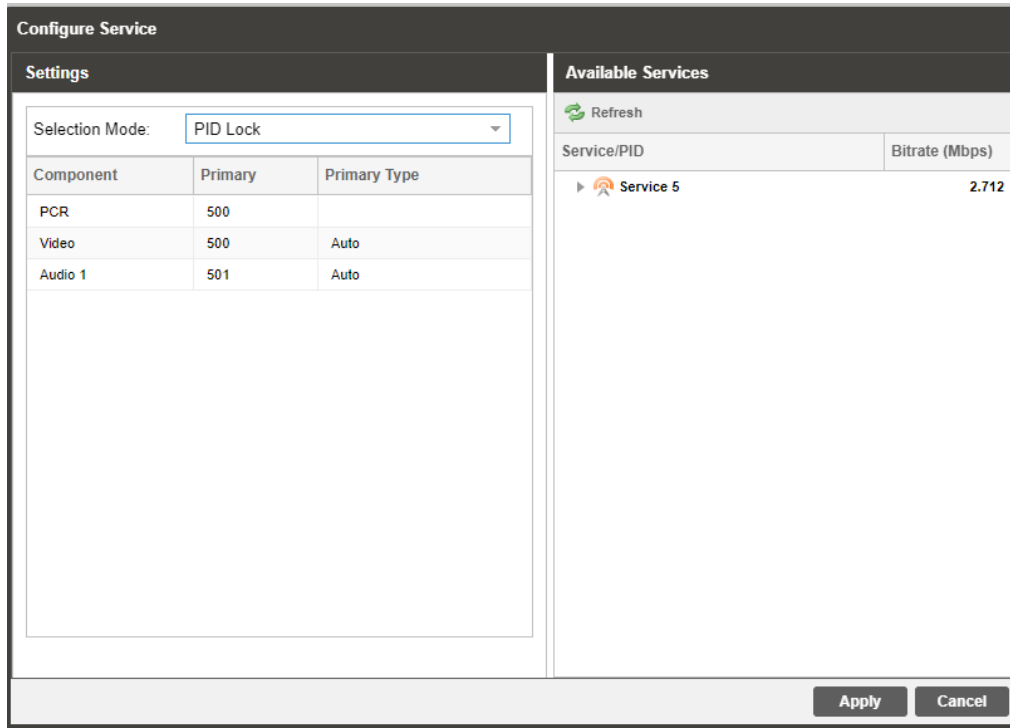 Configure Service
Settings
Selection Mode: PID Lock
Component Primary Primary Type
PCR 500
Video 500 Auto
Audio 1 501 Auto
Available Services
Refresh
Service/PID Bitrate (Mbps)
Service 5 2.712
Apply Cancel